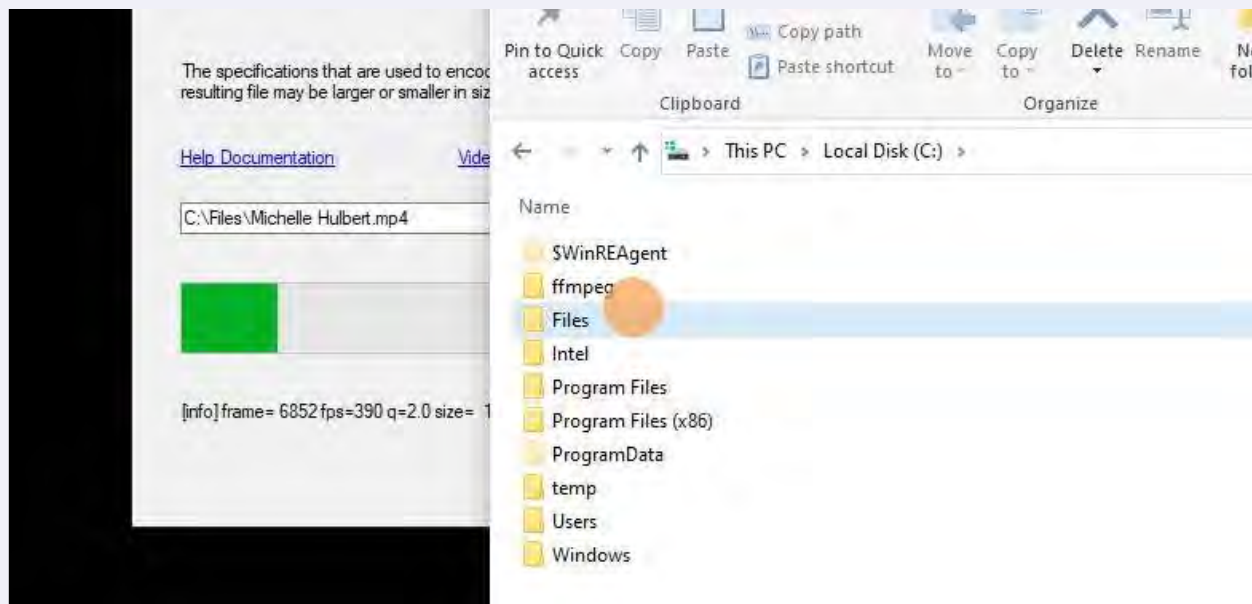 The specifications that are used to encod
resulting file may be larger or smaller in siz
Help Documentation
Vide
C:\Files\Michelle Hulbert.mp4
[info] frame= 6852 fps=390 q=2.0 size= 1
Pin to Quick access
Copy
Paste
Copy path
Paste shortcut
Clipboard
Move to
Copy to
Delete
Rename
Organize
This PC > Local Disk (C:) >
Name
$WinREAgent
ffmpeg
Files
Intel
Program Files
Program Files (x86)
ProgramData
temp
Users
Windows